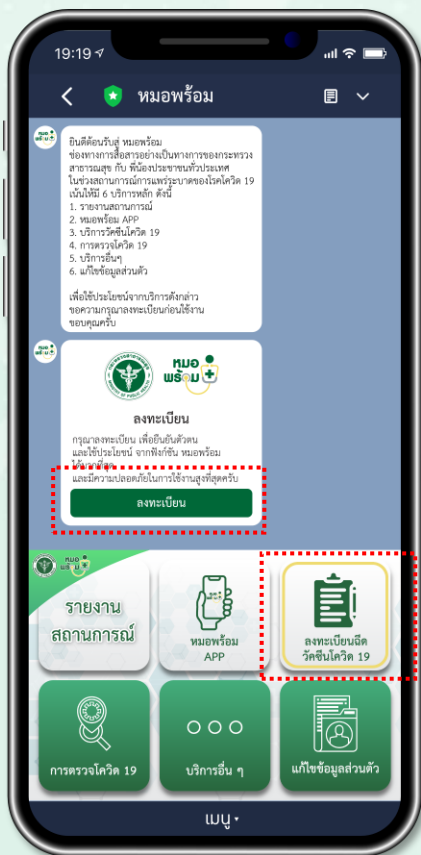 19:19
หมอพร้อม
ยินดีต้อนรับสู่ หมอพร้อม
ช่องทางการสื่อสารอย่างเป็นทางการของกระทรวง
สาธารณสุข กับ พี่น้องประชาชนทั่วประเทศ
ในช่วงสถานการณ์การแพร่ระบาดของโรคโควิด 19
เน้นให้มี 6 บริการหลัก ดังนี้
1. รายงานสถานการณ์
2. หมอพร้อม APP
3. บริการวัคซีนโควิด 19
4. การตรวจโควิด 19
5. บริการอื่นๆ
6. แก้ไขข้อมูลส่วนตัว
เพื่อใช้ประโยชน์จากบริการดังกล่าว
ขอความกรุณาลงทะเบียนก่อนใช้งาน
ขอบคุณครับ
หมอ
พร้อม
ลงทะเบียน
กรุณาลงทะเบียน เพื่อยืนยันตัวตน
และใช้ประโยชน์ จากฟังก์ชัน หมอพร้อม
ได้มากที่สุด
และมีความปลอดภัยในการใช้งานสูงที่สุดครับ
ลงทะเบียน
หมอ
พร้อม
รายงาน
สถานการณ์
หมอพร้อม
APP
ลงทะเบียนฉีด
วัคซีนโควิด 19
การตรวจโควิด 19
บริการอื่น ๆ
แก้ไขข้อมูลส่วนตัว
เมนู